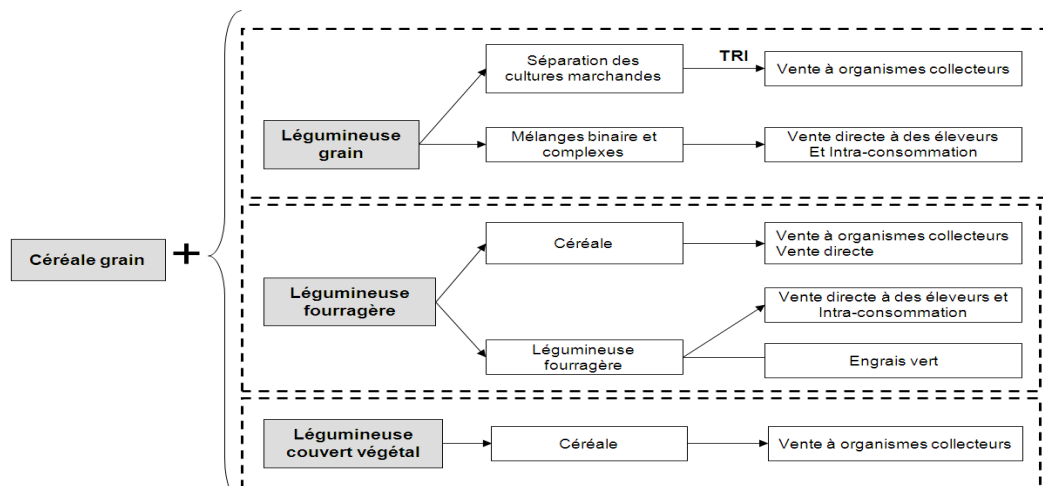 Céréale grain
+
Légumineuse
grain
Séparation des
cultures marchandes
TRI
Vente à organismes collecteurs
Mélanges binaire et
complexes
Vente directe à des éleveurs
Et Intra-consommation
Légumineuse
fourragère
Céréale
Vente à organismes collecteurs
Vente directe
Légumineuse
fourragère
Vente directe à des éleveurs et
Intra-consommation
Engrais vert
Légumineuse
couvert végétal
Céréale
Vente à organismes collecteurs